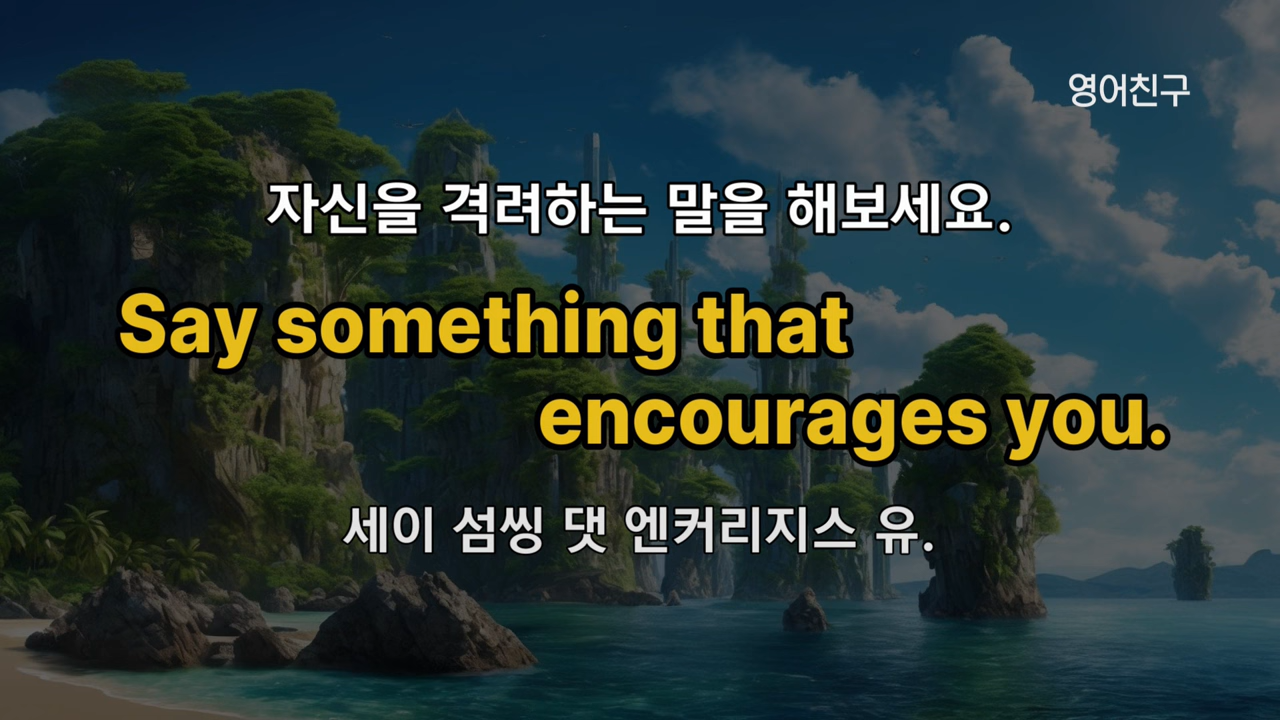 영어친구
자신을 격려하는 말을 해보세요.
Say something that
encourages you.
세이 섬씽 댓 엔커리지스 유.